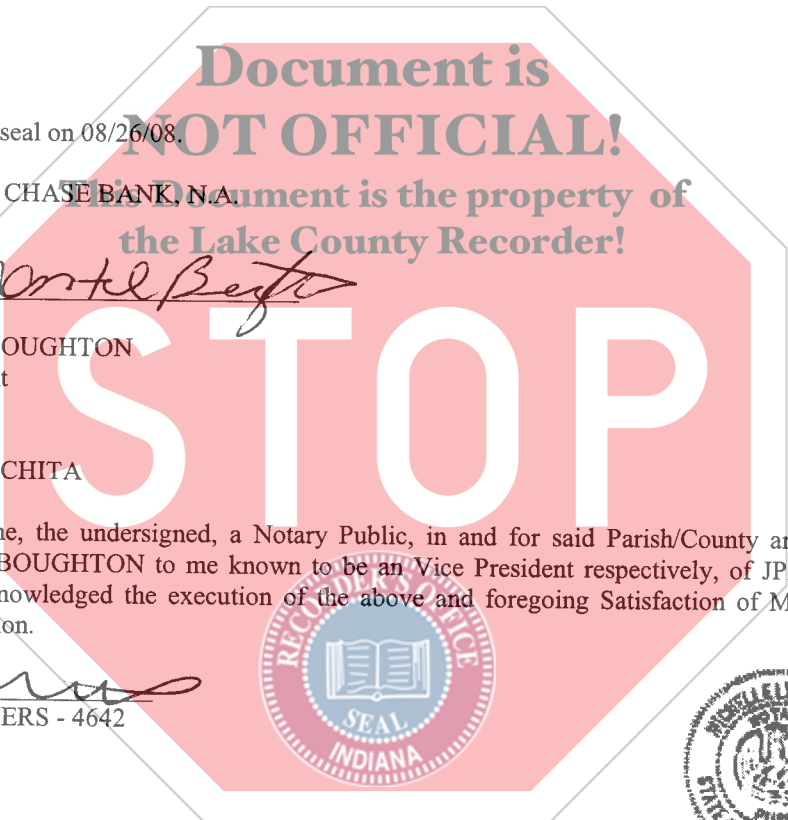 Document is
seal on 08/26/08.
NOT OFFICIAL!
CHASE BANK, N.A.
This Document is the property of
the Lake County Recorder!
OUGHTON
STOP
CHITA
the undersigned, a Notary Public, in and for said Parish/County
BOUGHTON to me known to be an Vice President respectively, of JP
nowledged the execution of the above and foregoing Satisfaction of M
on.
ERS - 4642
RECORDER'S OFFICE
SEAL
INDIANA